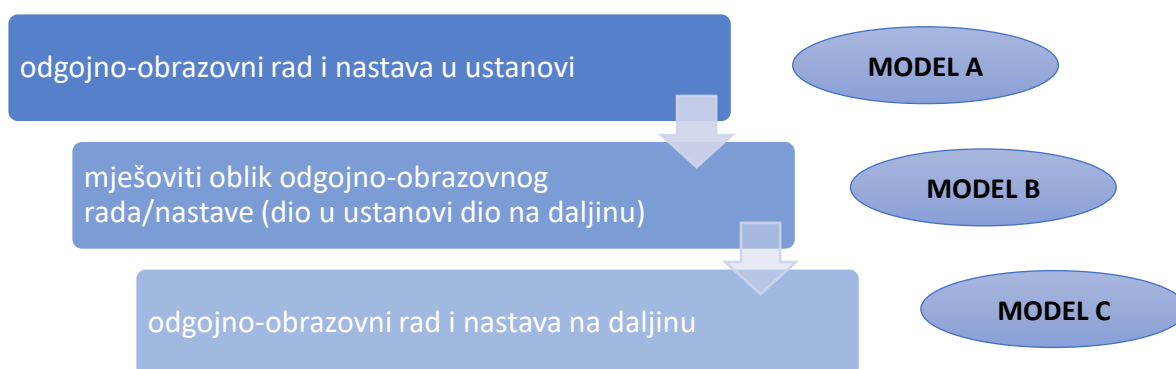 odgojno-obrazovni rad i nastava u ustanovi
MODEL A
mješoviti oblik odgojno-obrazovnog
rada/nastave (dio u ustanovi dio na daljinu)
MODEL B
odgojno-obrazovni rad i nastava na daljinu
MODEL C